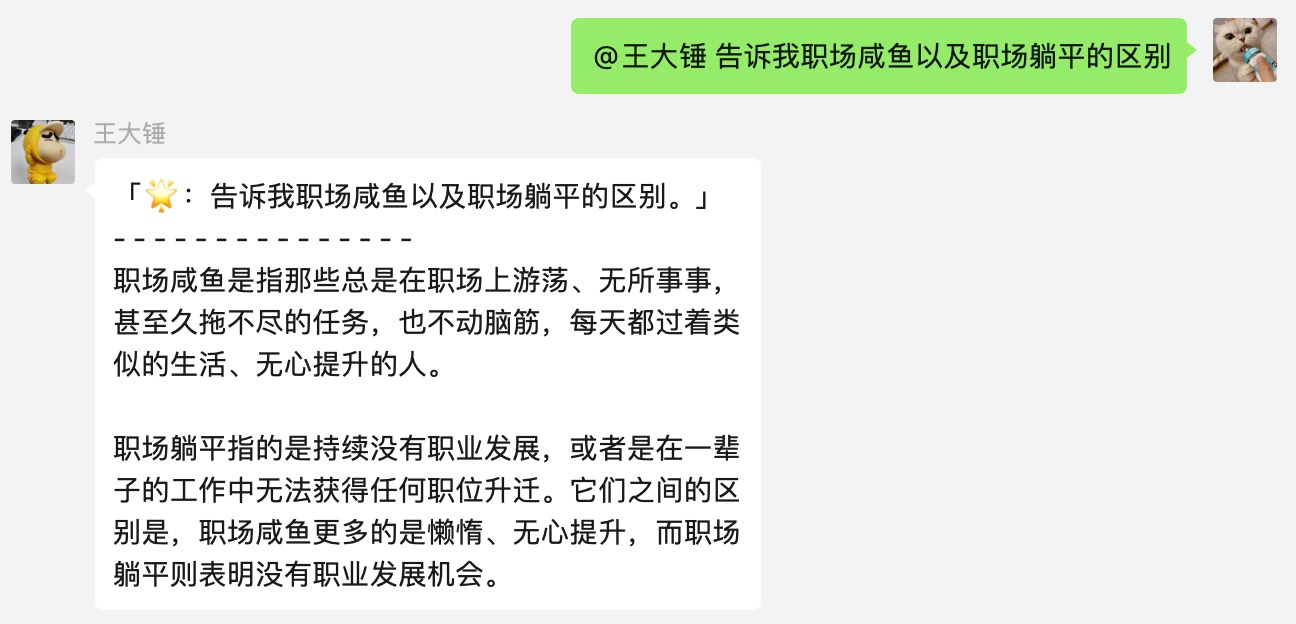 @王大锤 告诉我职场咸鱼以及职场躺平的区别
王大锤
「🌟：告诉我职场咸鱼以及职场躺平的区别。」
- - - - - - - - - - - - - - -
职场咸鱼是指那些总是在职场上游荡、无所事事，
甚至久拖不尽的任务，也不动脑筋，每天都过着类
似的生活、无心提升的人。
职场躺平指的是持续没有职业发展，或者是在一辈
子的工作中无法获得任何职位升迁。它们之间的区
别是，职场咸鱼更多的是懒惰、无心提升，而职场
躺平则表明没有职业发展机会。